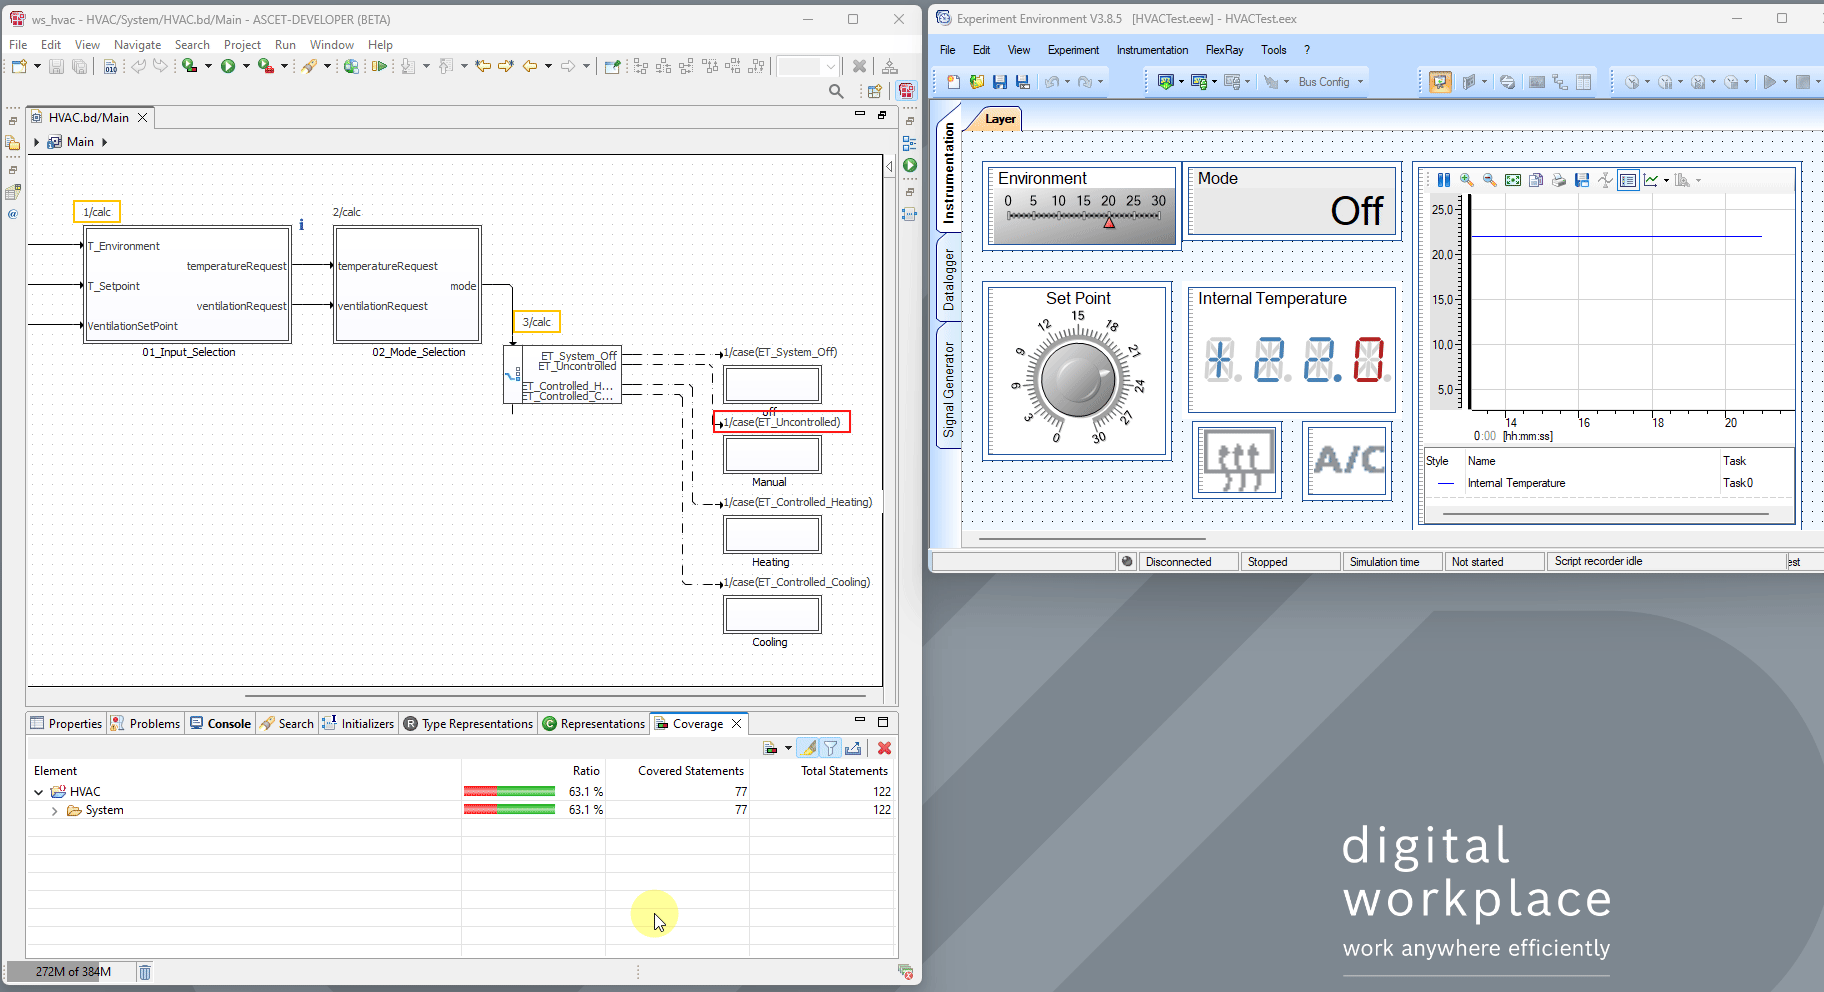 ws_hvac - HVAC/System/HVAC.bd/Main - ASCET-DEVELOPER (BETA)
File Edit View Navigate Search Project Run Window Help
HVAC.bd/Main
Main
1/calc
2/calc
T_Environment
temperatureRequest
temperatureRequest
T_Setpoint
mode
ventilationRequest
ventilationRequest
VentilationSetPoint
01_Input_Selection
02_Mode_Selection
3/calc
ET_System_Off
ET_Uncontrolled
ET_Controlled_H...
ET_Controlled_C...
1/case(ET_System_Off)
off
1/case(ET_Uncontrolled)
Manual
1/case(ET_Controlled_Heating)
Heating
1/case(ET_Controlled_Cooling)
Cooling
Properties Problems Console Search Initializers Type Representations Representations Coverage
Element Ratio Covered Statements Total Statements
HVAC 63.1 % 77 122
System 63.1 % 77 122
272M of 384M
Experiment Environment V3.8.5 [HVACTest.eew] - HVACTest.eex
File Edit View Experiment Instrumentation FlexRay Tools ?
Bus Config
Instrumentation
Datalogger
Signal Generator
Layer
Environment
0 5 10 15 20 25 30
Mode
Off
Set Point
0 3 6 9 12 15 18 21 24 27 30
Internal Temperature
+22.0
A/C
25,0
20,0
15,0
10,0
5,0
14 16 18 20
0:00 [hh:mm:ss]
Style Name Task
Internal Temperature Task0
Disconnected Stopped Simulation time Not started Script recorder idle est
digital
workplace
work anywhere efficiently